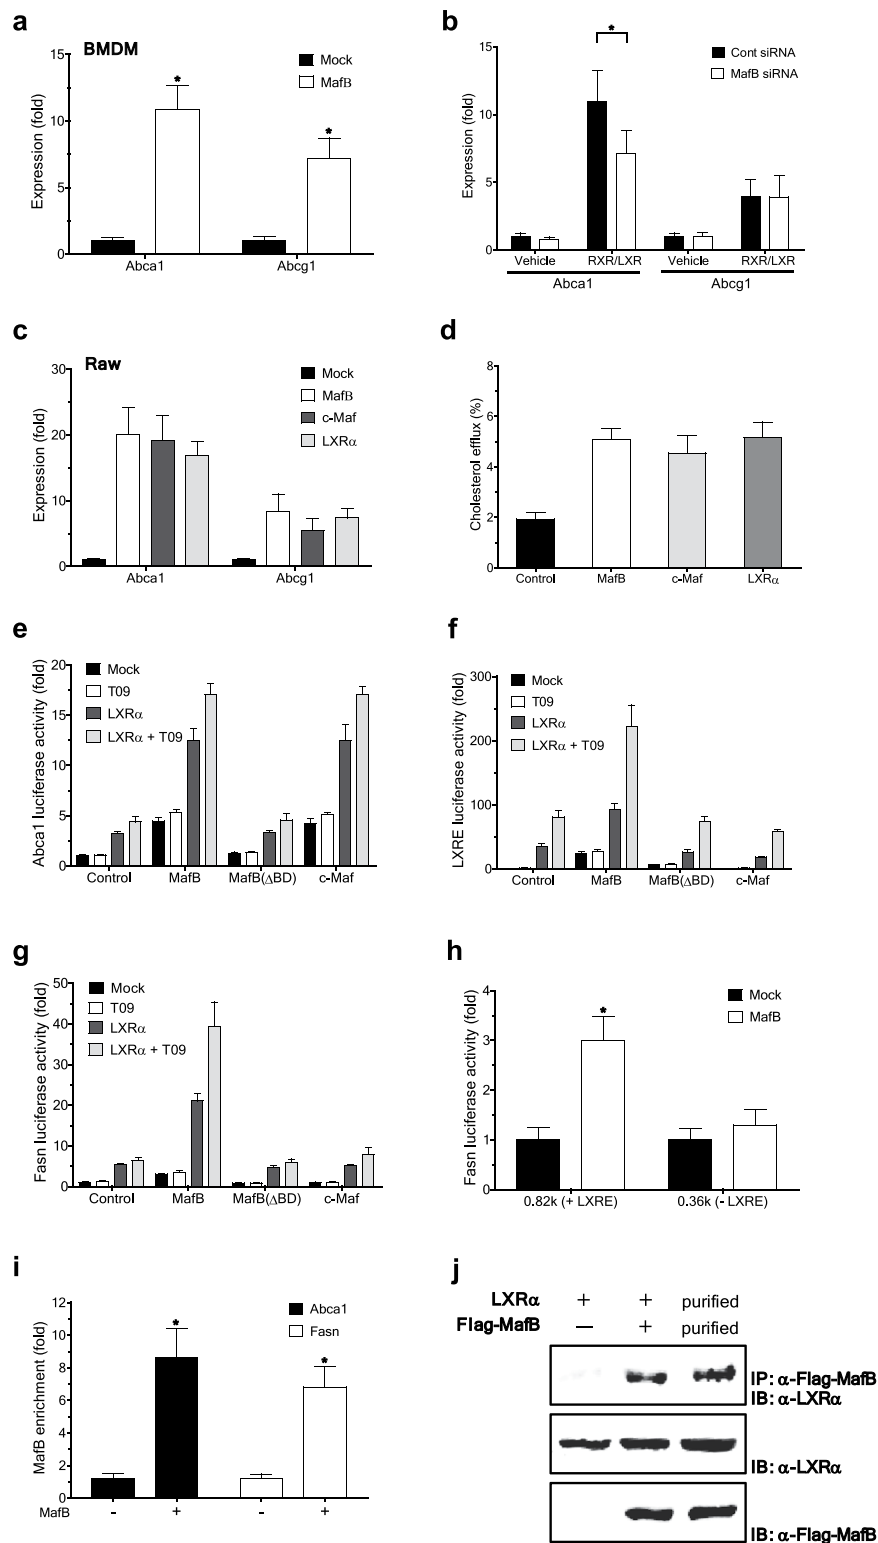 a
BMDM
Mock
MafB
Expression (fold)
15
10
5
0
*
*
Abca1
Abcg1
b
Cont siRNA
MafB siRNA
Expression (fold)
15
10
5
0
*
Vehicle
RXR/LXR
Vehicle
RXR/LXR
Abca1
Abcg1
c
Raw
Mock
MafB
c-Maf
LXRα
Expression (fold)
30
20
10
0
Abca1
Abcg1
d
Cholesterol efflux (%)
8
6
4
2
0
Control
MafB
c-Maf
LXRα
e
Mock
T09
LXRα
LXRα + T09
Abca1 luciferase activity (fold)
20
15
10
5
0
Control
MafB
MafB(ΔBD)
c-Maf
f
Mock
T09
LXRα
LXRα + T09
LXRE luciferase activity (fold)
300
250
200
100
0
Control
MafB
MafB(ΔBD)
c-Maf
g
Mock
T09
LXRα
LXRα + T09
Fasn luciferase activity (fold)
50
40
30
20
10
0
Control
MafB
MafB(ΔBD)
c-Maf
h
Mock
MafB
Fasn luciferase activity (fold)
4
3
2
1
0
*
0.82k (+ LXRE)
0.36k (- LXRE)
i
Abca1
Fasn
MafB enrichment (fold)
12
10
8
6
4
2
0
*
*
MafB - + - +
j
LXRα + + purified
Flag-MafB — + purified
IP: α-Flag-MafB
IB: α-LXRα
IB: α-LXRα
IB: α-Flag-MafB